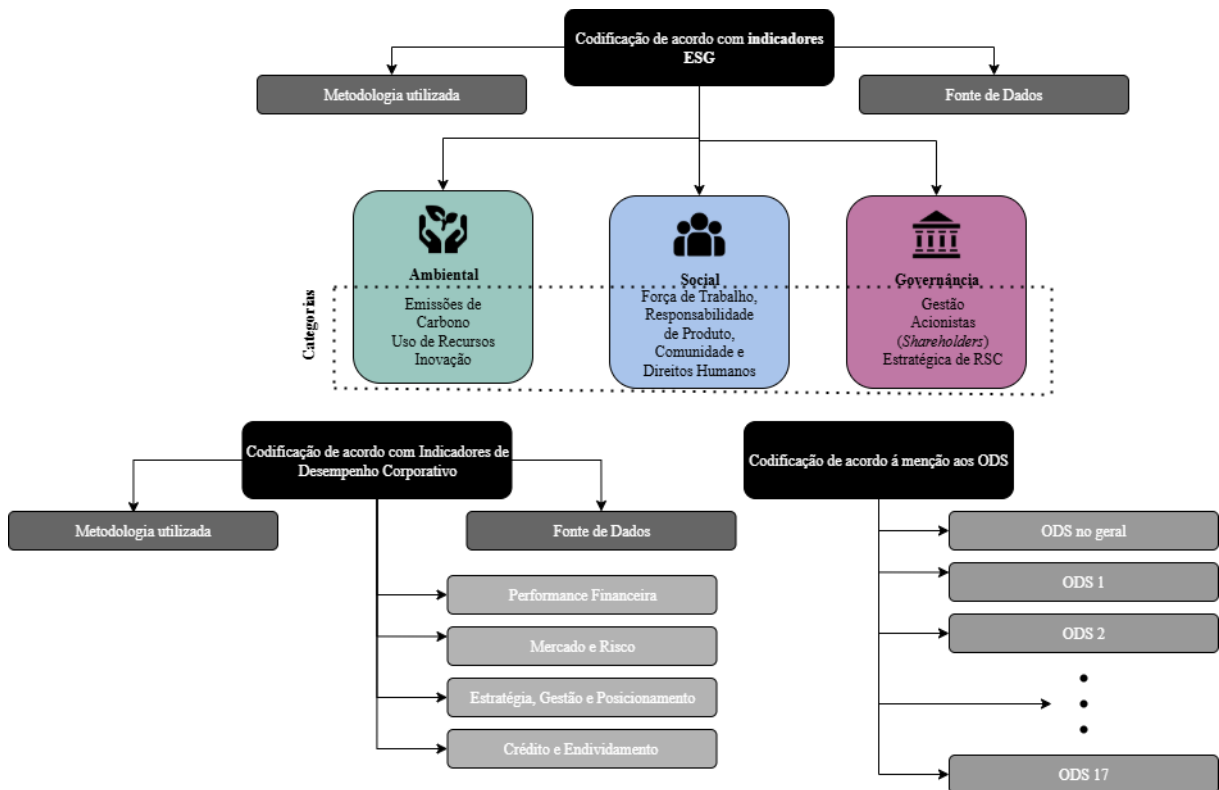 Codificação de acordo com indicadores
ESG
Metodologia utilizada
Fonte de Dados
Ambiental
Emissões de
Carbono
Uso de Recursos
Inovação
Social
Força de Trabalho,
Responsabilidade
de Produto,
Comunidade e
Direitos Humanos
Governância
Gestão
Acionistas
(Shareholders)
Estratégica de RSC
Categorias
Codificação de acordo com Indicadores de
Desempenho Corporativo
Metodologia utilizada
Fonte de Dados
Performance Financeira
Mercado e Risco
Estratégia, Gestão e Posicionamento
Crédito e Endividamento
Codificação de acordo á menção aos ODS
ODS no geral
ODS 1
ODS 2
ODS 17